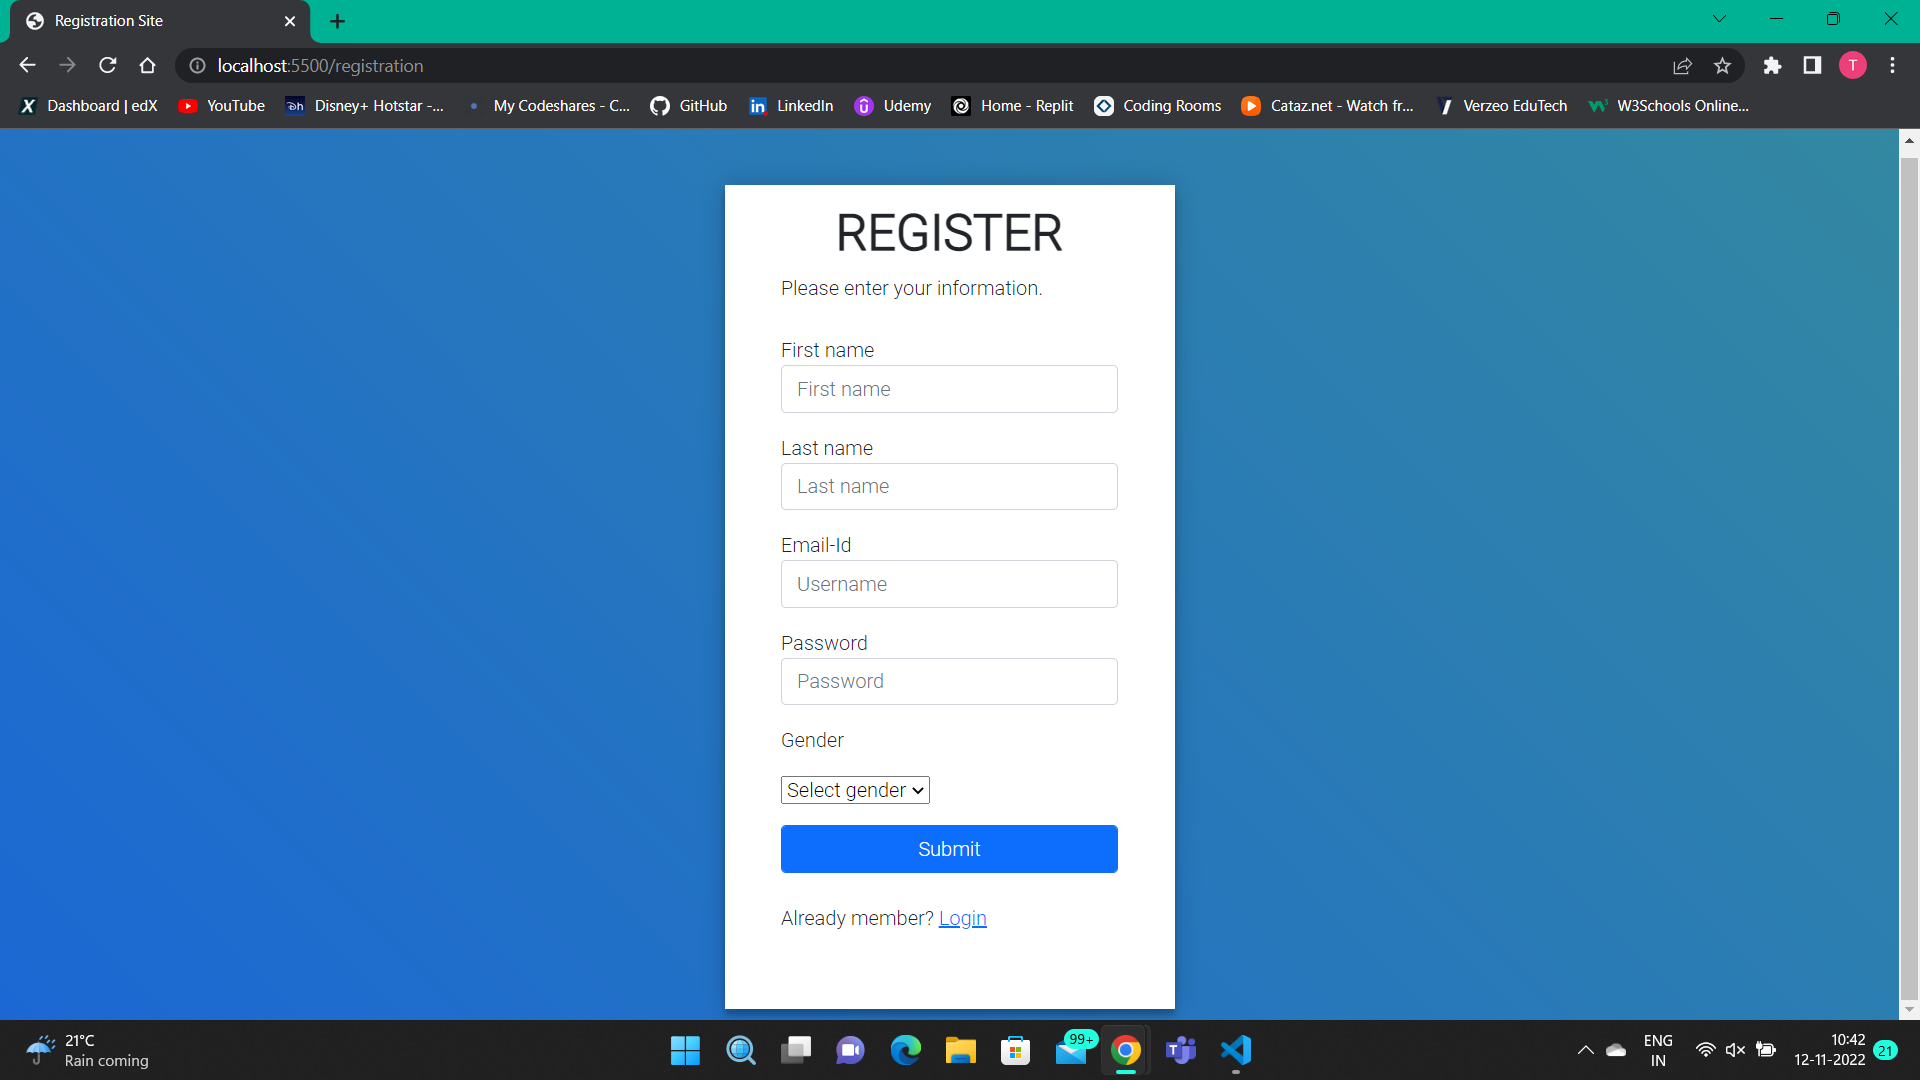 Registration Site
localhost:5500/registration
T
Dashboard | edX
YouTube
Disney+ Hotstar -...
My Codeshares - C...
GitHub
LinkedIn
Udemy
Home - Replit
Coding Rooms
Cataz.net - Watch fr...
Verzeo EduTech
W3Schools Online...
REGISTER
Please enter your information.
First name
First name
Last name
Last name
Email-Id
Username
Password
Password
Gender
Select gender
Submit
Already member? Login
21°C
Rain coming
99+
ENG
IN
10:42
12-11-2022
21